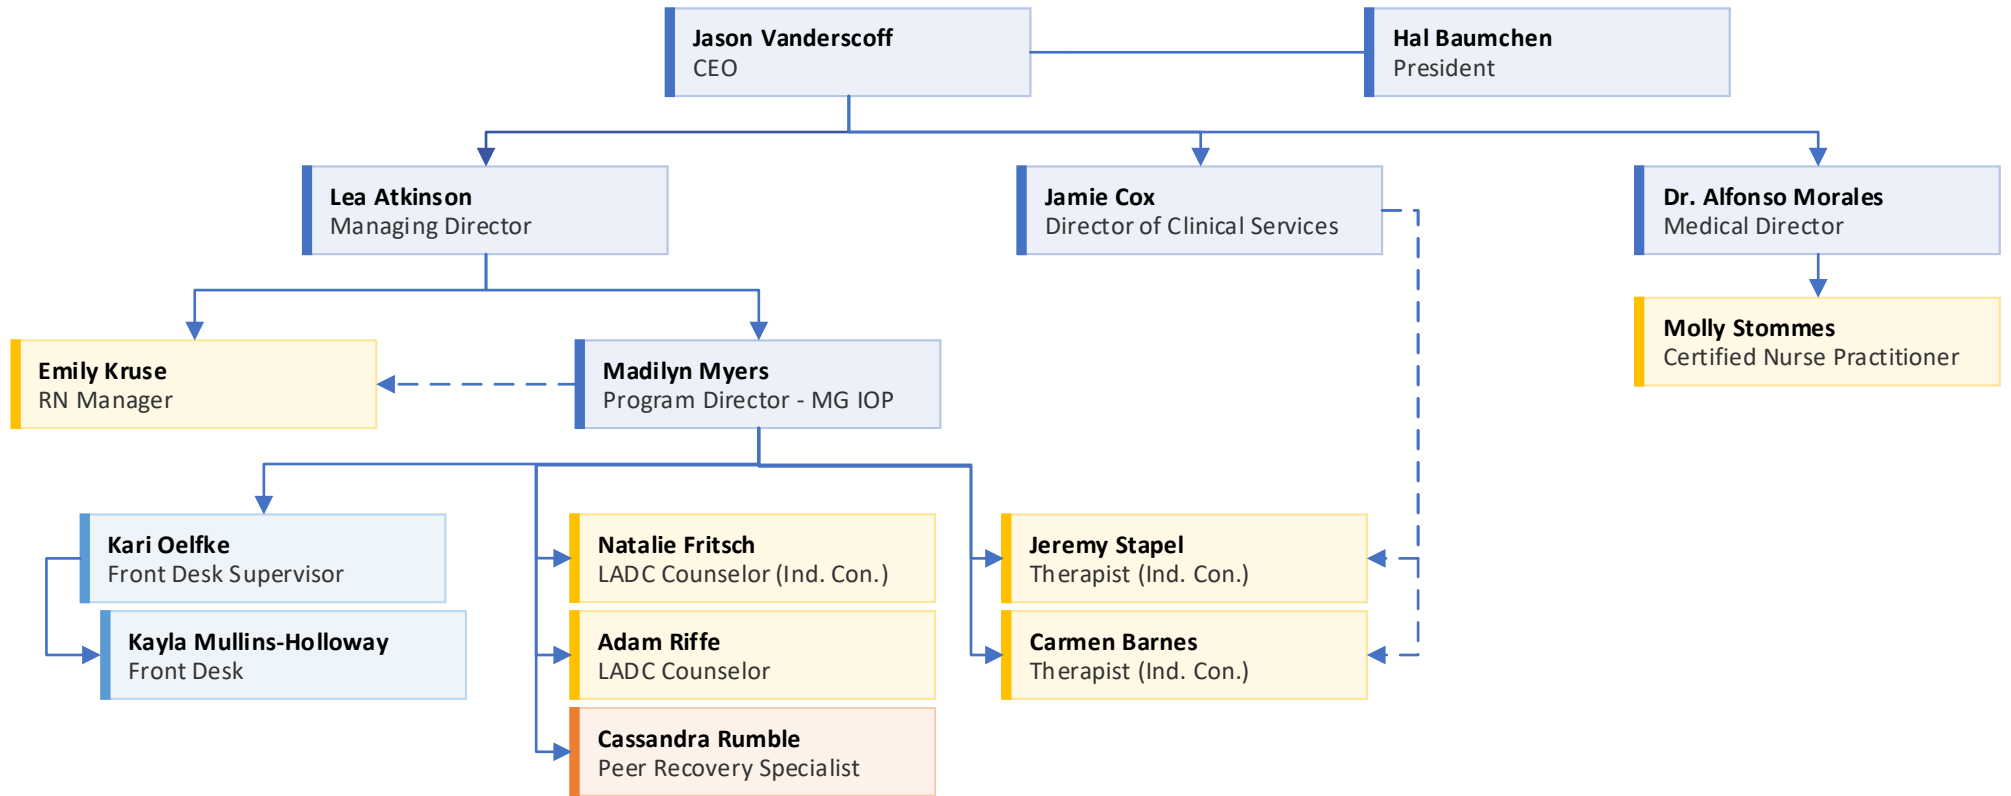 Jason Vanderscoff
CEO
Hal Baumchen
President
Lea Atkinson
Managing Director
Jamie Cox
Director of Clinical Services
Dr. Alfonso Morales
Medical Director
Molly Stommes
Certified Nurse Practitioner
Emily Kruse
RN Manager
Madilyn Myers
Program Director - MG IOP
Kari Oelfke
Front Desk Supervisor
Kayla Mullins-Holloway
Front Desk
Natalie Fritsch
LADC Counselor (Ind. Con.)
Adam Riffe
LADC Counselor
Cassandra Rumble
Peer Recovery Specialist
Jeremy Stapel
Therapist (Ind. Con.)
Carmen Barnes
Therapist (Ind. Con.)